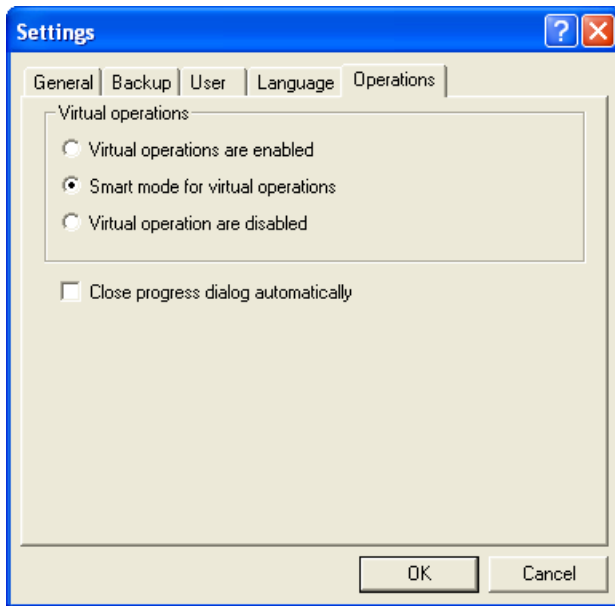 Settings
General Backup User Language Operations
Virtual operations
Virtual operations are enabled
Smart mode for virtual operations
Virtual operation are disabled
Close progress dialog automatically
OK Cancel